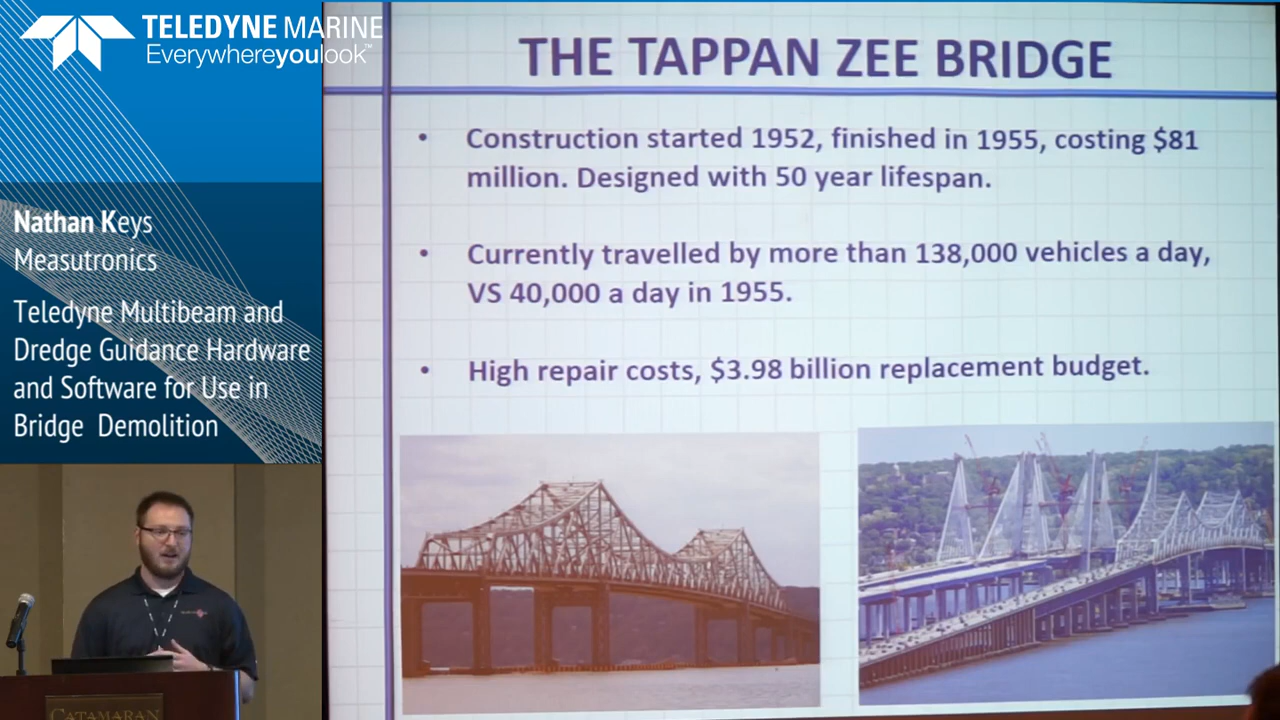 TELEDYNE MARINE
Everywhereyoulook™
Nathan Keys
Measutronics
Teledyne Multibeam and
Dredge Guidance Hardware
and Software for Use in
Bridge Demolition
THE TAPPAN ZEE BRIDGE
• Construction started 1952, finished in 1955, costing $81
million. Designed with 50 year lifespan.
• Currently travelled by more than 138,000 vehicles a day,
VS 40,000 a day in 1955.
• High repair costs, $3.98 billion replacement budget.
CATAMARAN